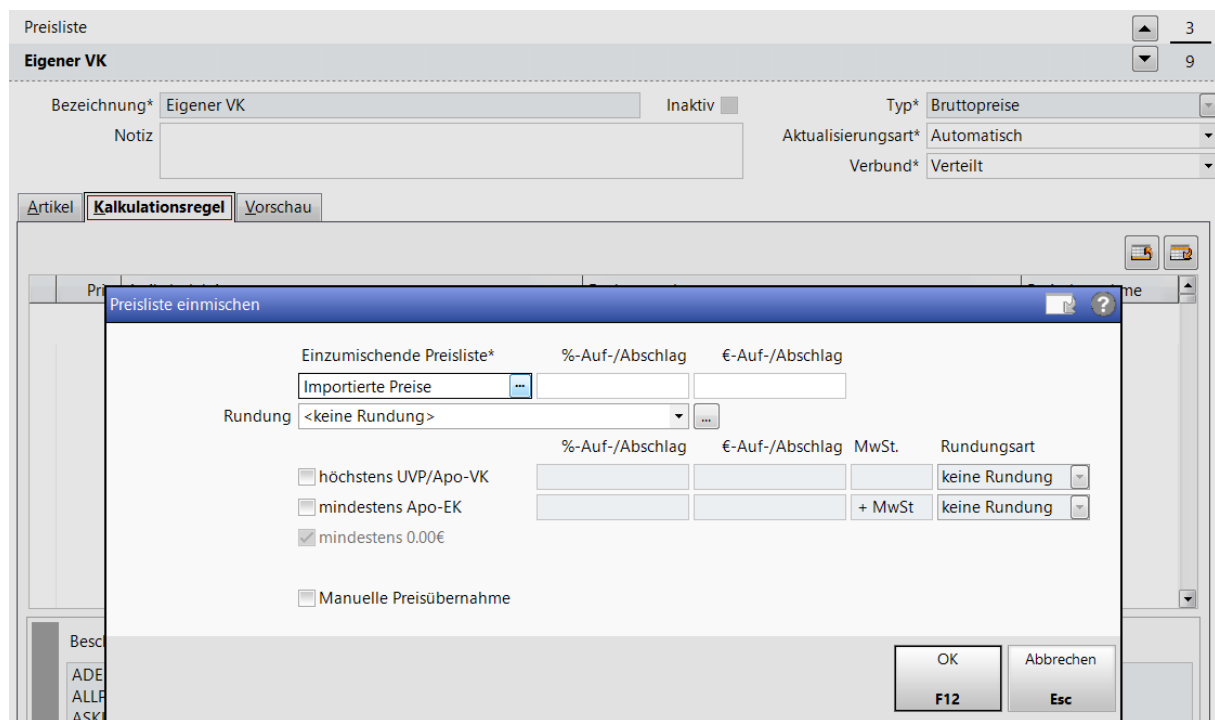 Preisliste 3
Eigener VK 9
Bezeichnung* Eigener VK Inaktiv Typ* Bruttopreise
Notiz Aktualisierungsart* Automatisch
Verbund* Verteilt
Artikel Kalkulationsregel Vorschau
Pri me
Preisliste einmischen ?
Einzumischende Preisliste* %-Auf-/Abschlag €-Auf-/Abschlag
Importierte Preise ...
Rundung <keine Rundung> ...
%-Auf-/Abschlag €-Auf-/Abschlag MwSt. Rundungsart
höchstens UVP/Apo-VK keine Rundung
mindestens Apo-EK + MwSt keine Rundung
mindestens 0.00€
Manuelle Preisübernahme
Besc
OK Abbrechen
ADE
ALLP
F12 Esc